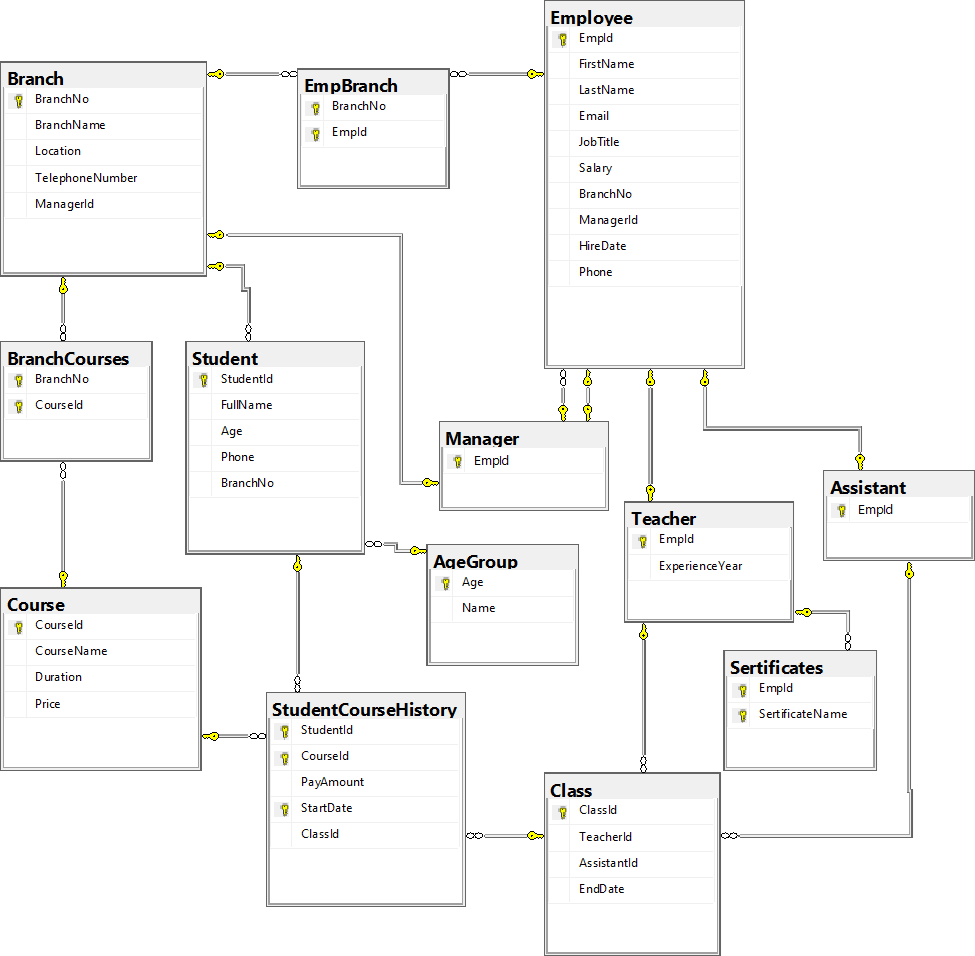 Employee
EmpId
FirstName
LastName
Email
JobTitle
Salary
BranchNo
ManagerId
HireDate
Phone
Branch
BranchNo
BranchName
Location
TelephoneNumber
ManagerId
EmpBranch
BranchNo
EmpId
BranchCourses
BranchNo
CourseId
Student
StudentId
FullName
Age
Phone
BranchNo
Manager
EmpId
Assistant
EmpId
Teacher
EmpId
ExperienceYear
AgeGroup
Age
Name
Course
CourseId
CourseName
Duration
Price
Sertificates
EmpId
SertificateName
StudentCourseHistory
StudentId
CourseId
PayAmount
StartDate
ClassId
Class
ClassId
TeacherId
AssistantId
EndDate